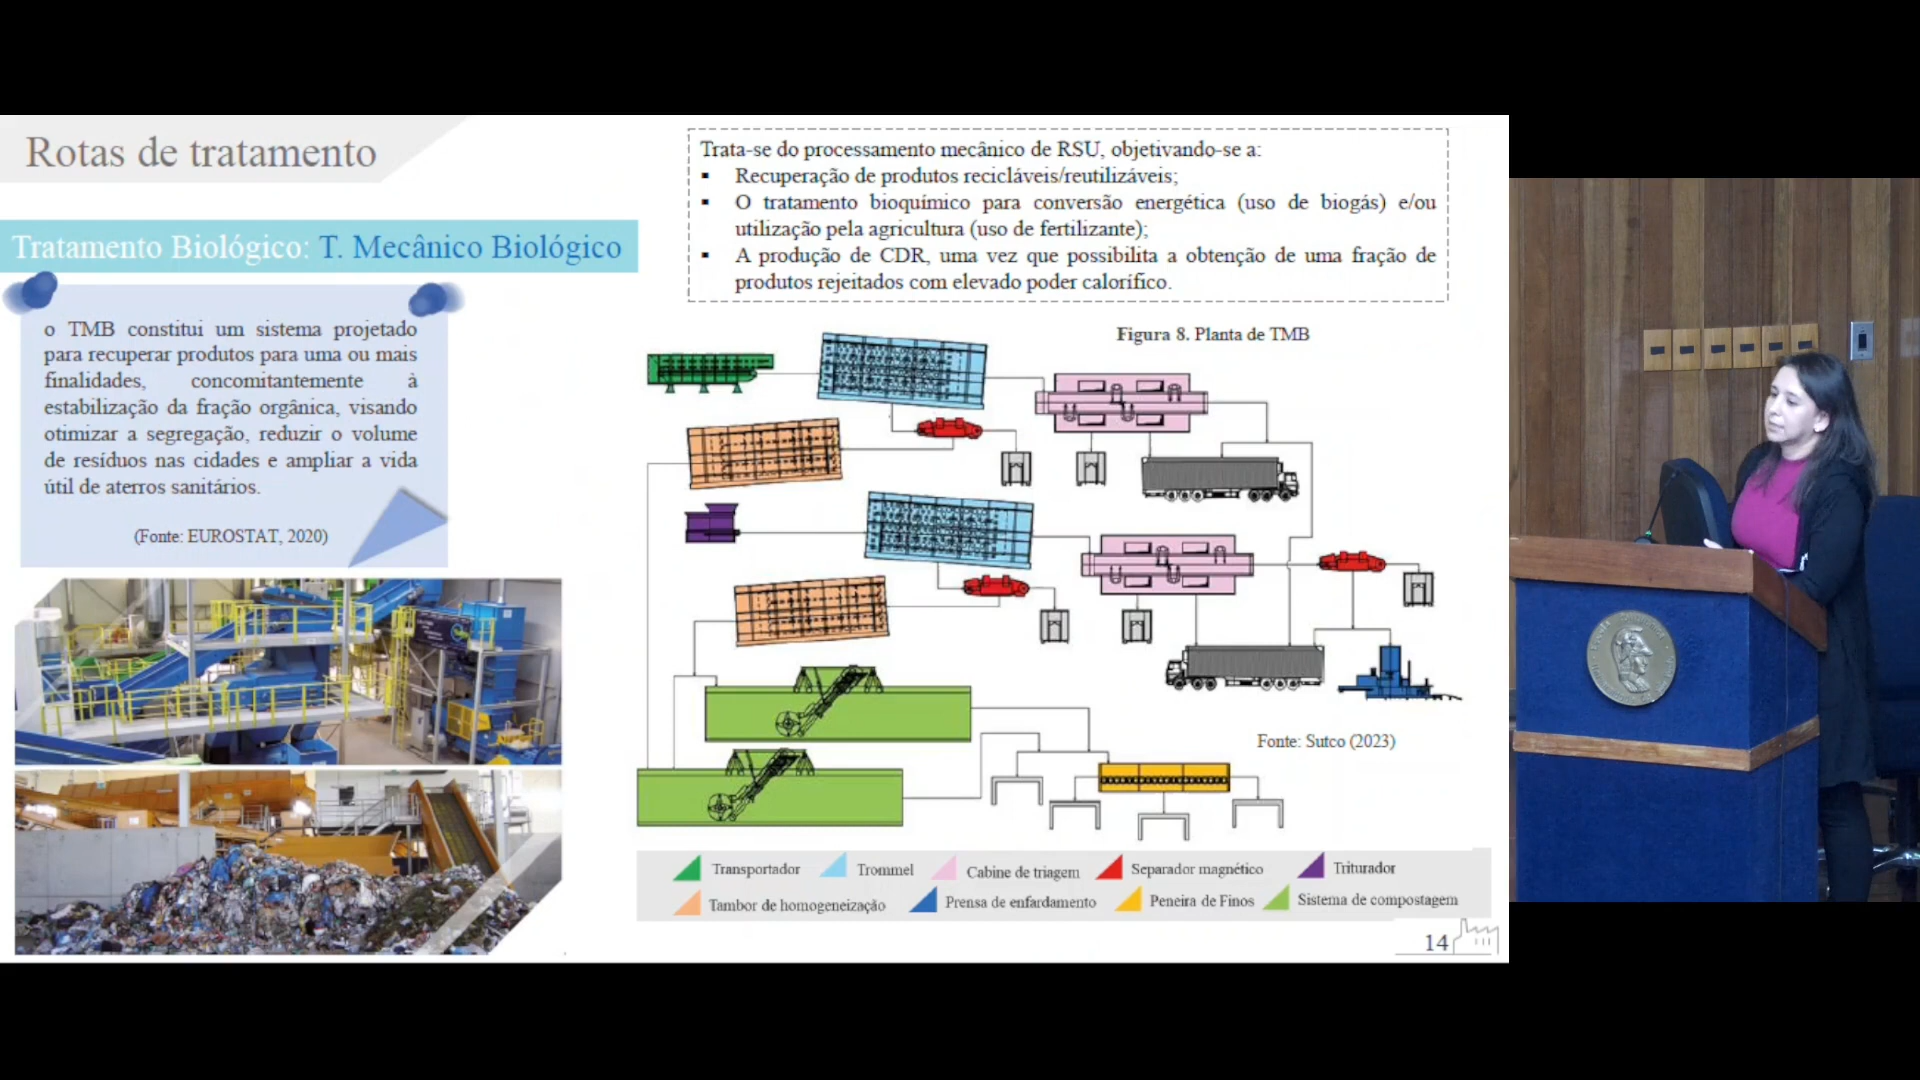 Rotas de tratamento
Tratamento Biológico: T. Mecânico Biológico
o TMB constitui um sistema projetado
para recuperar produtos para uma ou mais
finalidades, concomitantemente à
estabilização da fração orgânica, visando
otimizar a segregação, reduzir o volume
de resíduos nas cidades e ampliar a vida
útil de aterros sanitários.
(Fonte: EUROSTAT, 2020)
Trata-se do processamento mecânico de RSU, objetivando-se a:
▪ Recuperação de produtos recicláveis/reutilizáveis;
▪ O tratamento bioquímico para conversão energética (uso de biogás) e/ou
utilização pela agricultura (uso de fertilizante);
▪ A produção de CDR, uma vez que possibilita a obtenção de uma fração de
produtos rejeitados com elevado poder calorífico.
Figura 8. Planta de TMB
Fonte: Sutco (2023)
Transportador
Trommel
Cabine de triagem
Separador magnético
Triturador
Tambor de homogeneização
Prensa de enfardamento
Peneira de Finos
Sistema de compostagem
14